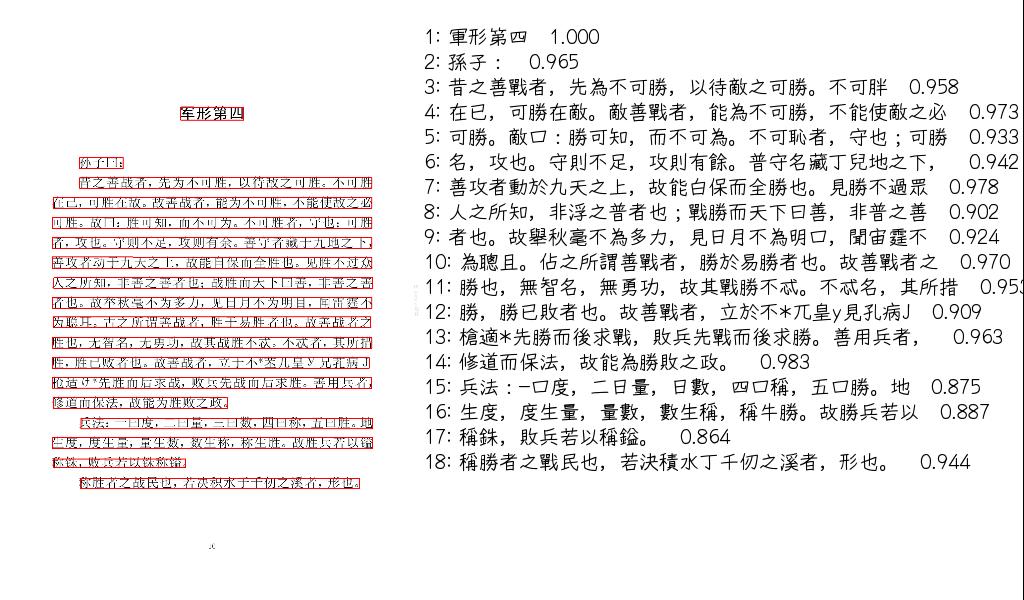 军形第四
孙子曰：
昔之善战者，先为不可胜，以待敌之可胜。不可胜
在己，可胜在敌。故善战者，能为不可胜，不能使敌之必
可胜。故曰：胜可知，而不可为。不可胜者，守也；可胜
者，攻也。守则不足，攻则有余。善守者藏于九地之下，
善攻者动于九天之上，故能自保而全胜也。见胜不过众
人之所知，非善之善者也；战胜而天下曰善，非善之善
者也。故举秋毫不为多力，见日月不为明目，闻雷霆不
为聪耳。古之所谓善战者，胜于易胜者也。故善战者之
胜也，无智名，无勇功，故其战胜不忒。不忒者，其所措
胜，胜已败者也。故善战者，立于不
先胜而后求战，败兵先战而后求胜。善用兵者，
修道而保法，故能为胜败之政。
兵法：一曰度，二曰量，三曰数，四曰称，五曰胜。地
生度，度生量，量生数，数生称，称生胜。故胜兵若以镒
称铢，败兵若以铢称镒。
称胜者之战民也，若决积水于千仞之溪者，形也。
1: 軍形第四 1.000
2: 孫子： 0.965
3: 昔之善戰者，先為不可勝，以待敵之可勝。不可胖 0.958
4: 在已，可勝在敵。敵善戰者，能為不可勝，不能使敵之必 0.973
5: 可勝。敵口：勝可知，而不可為。不可恥者，守也；可勝 0.933
6: 名，攻也。守則不足，攻則有餘。普守名藏丁兒地之下， 0.942
7: 善攻者動於九天之上，故能白保而全勝也。見勝不過眾 0.978
8: 人之所知，非浮之普者也；戰勝而天下曰善，非普之善 0.902
9: 者也。故舉秋毫不為多力，見日月不為明口，聞宙霆不 0.924
10: 為聰且。佔之所謂善戰者，勝於易勝者也。故善戰者之 0.970
11: 勝也，無智名，無勇功，故其戰勝不忒。不忒名，其所措 0.953
12: 勝，勝已敗者也。故善戰者，立於不*兀皇y見孔病J 0.909
13: 槍適*先勝而後求戰，敗兵先戰而後求勝。善用兵者， 0.963
14: 修道而保法，故能為勝敗之政。 0.983
15: 兵法：−口度，二日量，日數，四口稱，五口勝。地 0.875
16: 生度，度生量，量數，數生稱，稱牛勝。故勝兵若以 0.887
17: 稱銖，敗兵若以稱鎰。 0.864
18: 稱勝者之戰民也，若決積水丁千仞之溪者，形也。 0.944